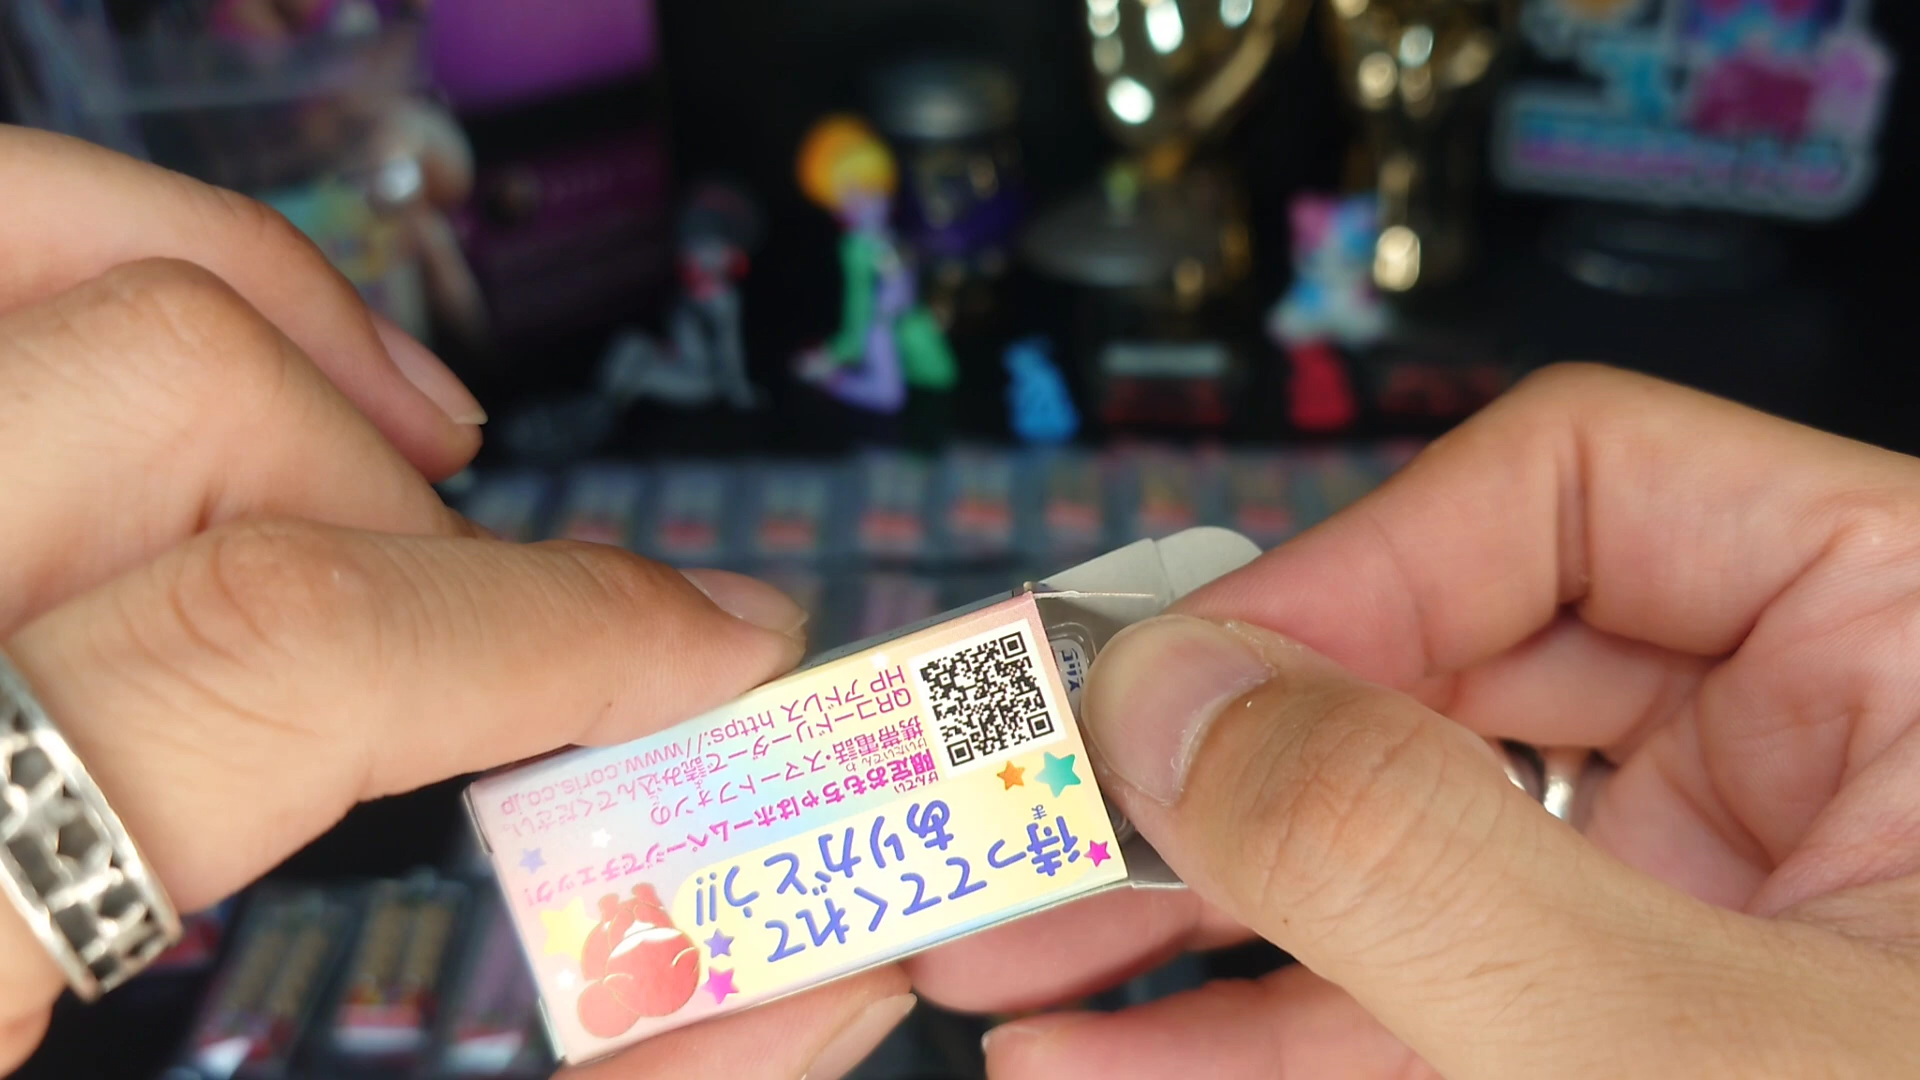 待ってくれて
ありがとう!!
限定おもちゃはホームページでチェック!
携帯電話・スマートフォンの
QRコードリーダーで読み込んでください。
HPアドレス https://www.coris.co.jp